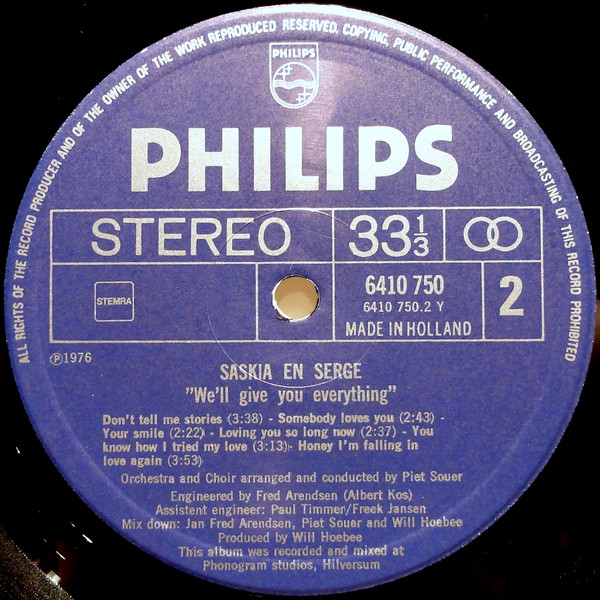 ALL RIGHTS OF THE RECORD PRODUCER AND OF THE OWNER OF THE WORK REPRODUCED RESERVED, COPYING, PUBLIC PERFORMANCE AND BROADCASTING OF THIS RECORD PROHIBITED
PHILIPS
PHILIPS
STEREO 33 1/3
STEMRA
6410 750
6410 750.2 Y
MADE IN HOLLAND
2
℗1976
SASKIA EN SERGE
"We'll give you everything"
Don't tell me stories (3:38) - Somebody loves you (2:43) -
Your smile (2:22) - Loving you so long now (2:37) - You
know how I tried my love (3:13)- Honey I'm falling in
love again (3:53)
Orchestra and Choir arranged and conducted by Piet Souer
Engineered by Fred Arendsen (Albert Kos)
Assistent engineer: Paul Timmer/Freek Jansen
Mix down: Jan Fred Arendsen, Piet Souer and Will Hoebee
Produced by Will Hoebee
This album was recorded and mixed at
Phonogram studios, Hilversum